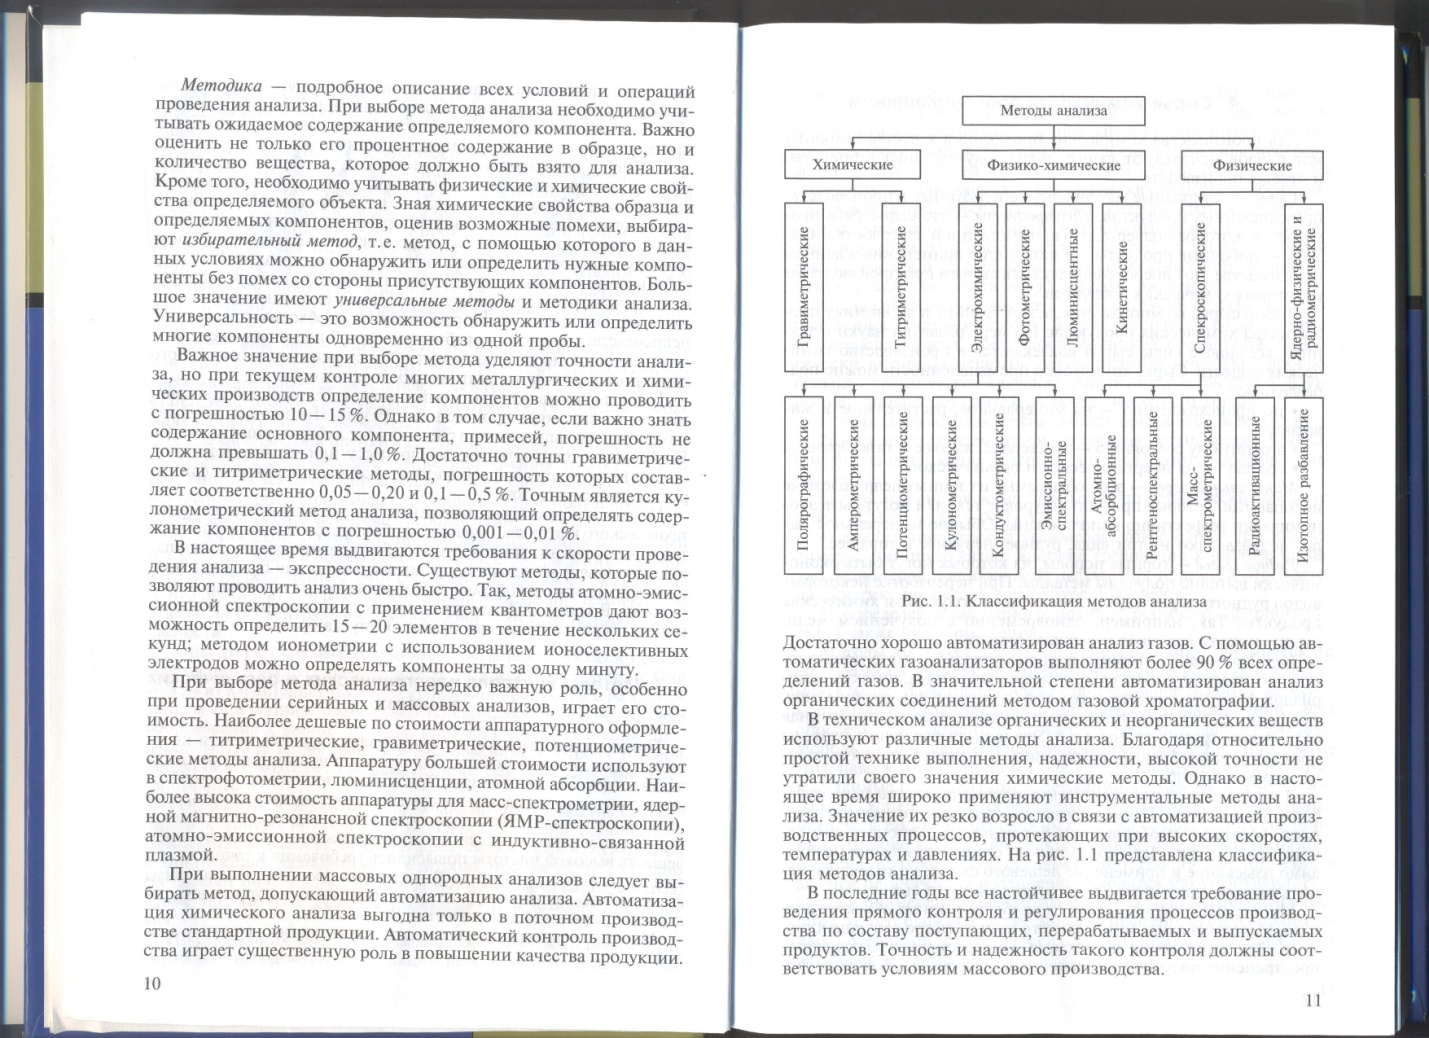 Методика — подробное описание всех условий и операций
проведения анализа. При выборе метода анализа необходимо учи-
тывать ожидаемое содержание определяемого компонента. Важно
оценить не только его процентное содержание в образце, но и
количество вещества, которое должно быть взято для анализа.
Кроме того, необходимо учитывать физические и химические свой-
ства определяемого объекта. Зная химические свойства образца и
определяемых компонентов, оценив возможные помехи, выбира-
ют избирательный метод, т.е. метод, с помощью которого в дан-
ных условиях можно обнаружить или определить нужные компо-
ненты без помех со стороны присутствующих компонентов. Боль-
шое значение имеют универсальные методы и методики анализа.
Универсальность — это возможность обнаружить или определить
многие компоненты одновременно из одной пробы.
Важное значение при выборе метода уделяют точности анали-
за, но при текущем контроле многих металлургических и хими-
ческих производств определение компонентов можно проводить
с погрешностью 10—15 %. Однако в том случае, если важно знать
содержание основного компонента, примесей, погрешность не
должна превышать 0,1—1,0 %. Достаточно точны гравиметриче-
ские и титриметрические методы, погрешность которых состав-
ляет соответственно 0,05—0,20 и 0,1—0,5 %. Точным является ку-
лонометрический метод анализа, позволяющий определять содер-
жание компонентов с погрешностью 0,001—0,01 %.
В настоящее время выдвигаются требования к скорости прове-
дения анализа — экспрессности. Существуют методы, которые по-
зволяют проводить анализ очень быстро. Так, методы атомно-эмис-
сионной спектроскопии с применением квантометров дают воз-
можность определить 15—20 элементов в течение нескольких се-
кунд; методом ионометрии с использованием ионоселективных
электродов можно определять компоненты за одну минуту.
При выборе метода анализа нередко важную роль, особенно
при проведении серийных и массовых анализов, играет его сто-
имость. Наиболее дешевые по стоимости аппаратурного оформле-
ния — титриметрические, гравиметрические, потенциометриче-
ские методы анализа. Аппаратуру большей стоимости используют
в спектрофотометрии, люминисценции, атомной абсорбции. Наи-
более высока стоимость аппаратуры для масс-спектрометрии, ядер-
ной магнитно-резонансной спектроскопии (ЯМР-спектроскопии),
атомно-эмиссионной спектроскопии с индуктивно-связанной
плазмой.
При выполнении массовых однородных анализов следует вы-
бирать метод, допускающий автоматизацию анализа. Автоматиза-
ция химического анализа выгодна только в поточном производ-
стве стандартной продукции. Автоматический контроль производ-
ства играет существенную роль в повышении качества продукции.
10
Методы анализа
Химические
Физико-химические
Физические
Гравиметрические
Титриметрические
Электрохимические
Фотометрические
Люминисцентные
Кинетические
Спекроскопические
Ядерно-физические и
радиометрические
Полярографические
Амперометрические
Потенциометрические
Кулонометрические
Кондуктометрические
Эмиссионно-
спектральные
Атомно-
абсорбционные
Рентгеноспектральные
Масс-
спектрометрические
Радиоактивационные
Изотопное разбавление
Рис. 1.1. Классификация методов анализа
Достаточно хорошо автоматизирован анализ газов. С помощью ав-
томатических газоанализаторов выполняют более 90 % всех опре-
делений газов. В значительной степени автоматизирован анализ
органических соединений методом газовой хроматографии.
В техническом анализе органических и неорганических веществ
используют различные методы анализа. Благодаря относительно
простой технике выполнения, надежности, высокой точности не
утратили своего значения химические методы. Однако в насто-
ящее время широко применяют инструментальные методы ана-
лиза. Значение их резко возросло в связи с автоматизацией произ-
водственных процессов, протекающих при высоких скоростях,
температурах и давлениях. На рис. 1.1 представлена классифика-
ция методов анализа.
В последние годы все настойчивее выдвигается требование про-
ведения прямого контроля и регулирования процессов производ-
ства по составу поступающих, перерабатываемых и выпускаемых
продуктов. Точность и надежность такого контроля должны соот-
ветствовать условиям массового производства.
11